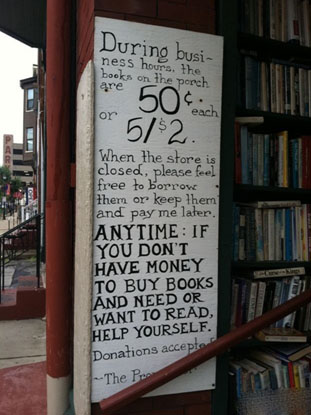 During busi-
ness hours, the
books on the porch
are 50¢ each
or 5/$2.
When the store is
closed, please feel
free to borrow
them or keep them
and pay me later.
ANYTIME: IF
YOU DON'T
HAVE MONEY
TO BUY BOOKS
AND NEED OR
WANT TO READ,
HELP YOURSELF.
Donations accepted
~The
PARK